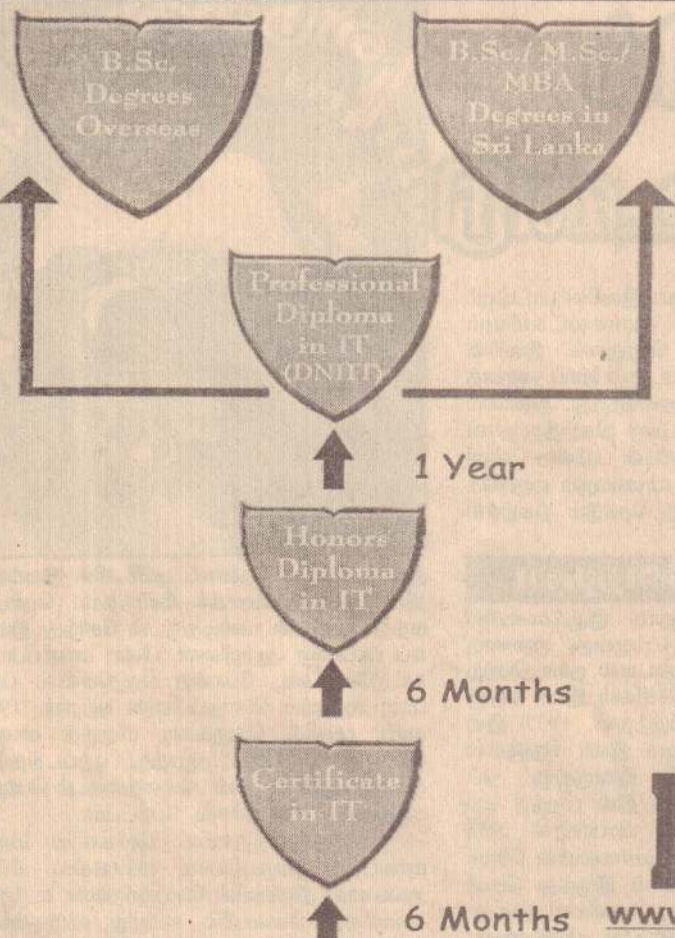 B.Sc.
Degrees
Overseas
B.Sc./ M.Sc./
MBA
Degrees in
Sri Lanka
Professional
Diploma
in IT
(DNIIT)
1 Year
Honors
Diploma
in IT
6 Months
Certificate
in IT
6 Months
www